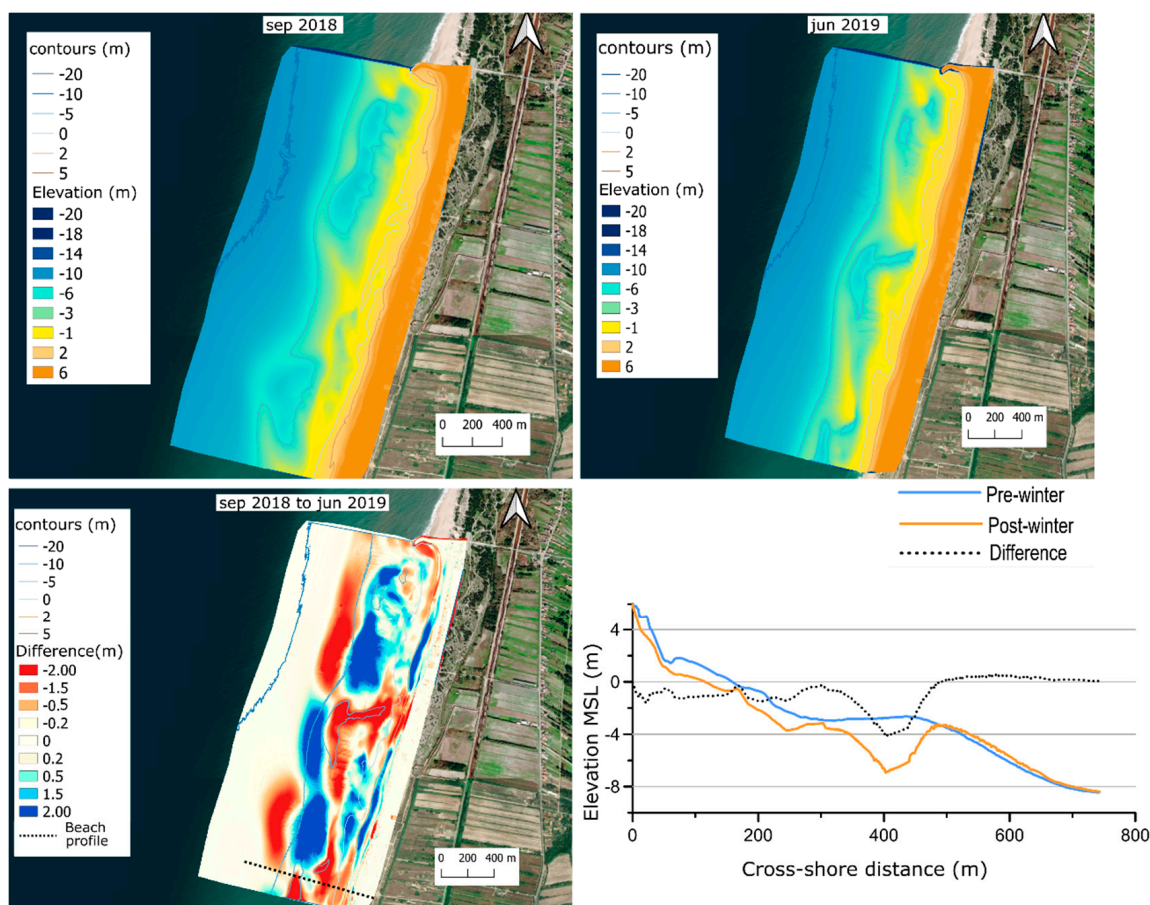 sep 2018
contours (m)
-20
-10
-5
0
2
5
Elevation (m)
-20
-18
-14
-10
-6
-3
-1
2
6
0 200 400 m
jun 2019
contours (m)
-20
-10
-5
0
2
5
Elevation (m)
-20
-18
-14
-10
-6
-3
-1
2
6
0 200 400 m
sep 2018 to jun 2019
contours (m)
-20
-10
-5
0
2
5
Difference(m)
-2.00
-1.5
-0.5
-0.2
0
0.2
0.5
1.5
2.00
Beach
profile
0 200 400 m
Pre-winter
Post-winter
Difference
Elevation MSL (m)
4
0
-4
-8
0 200 400 600 800
Cross-shore distance (m)